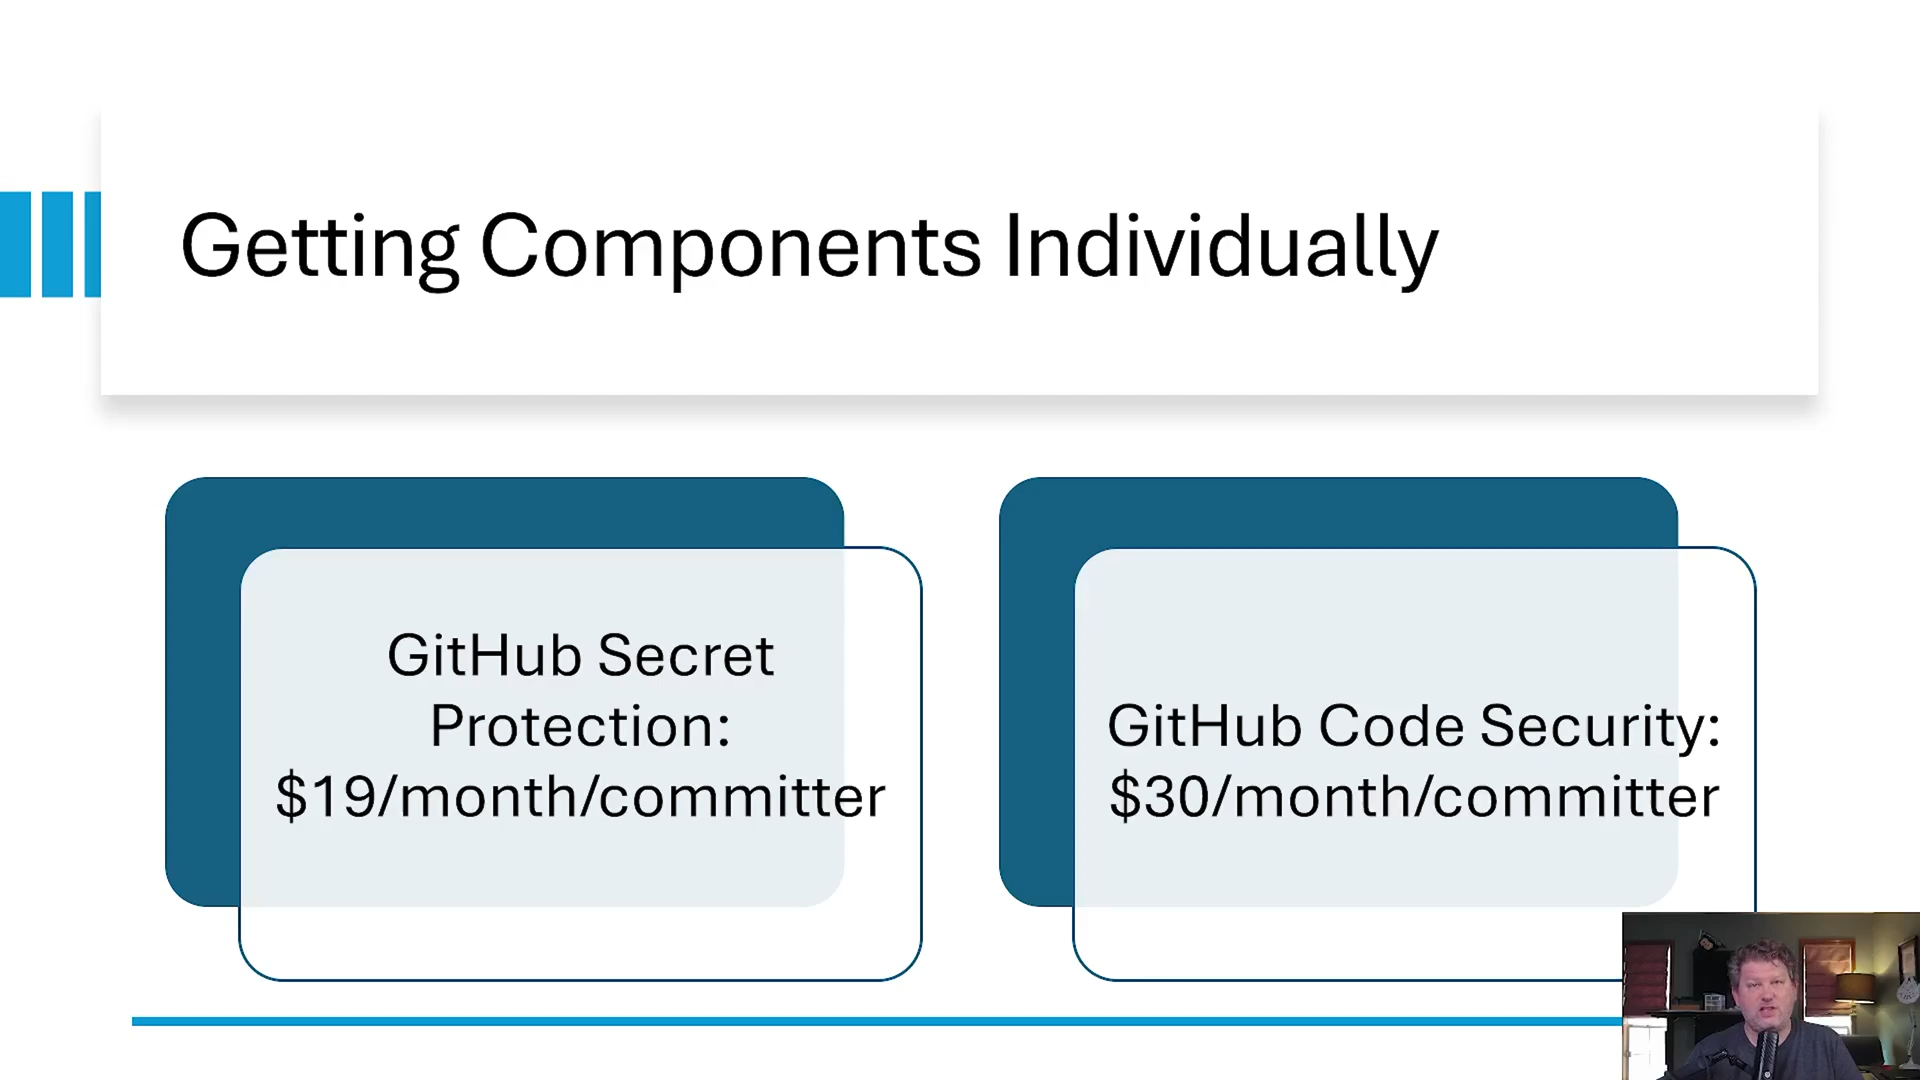 Getting Components Individually
GitHub Secret
Protection:
$19/month/committer
GitHub Code Security:
$30/month/committer